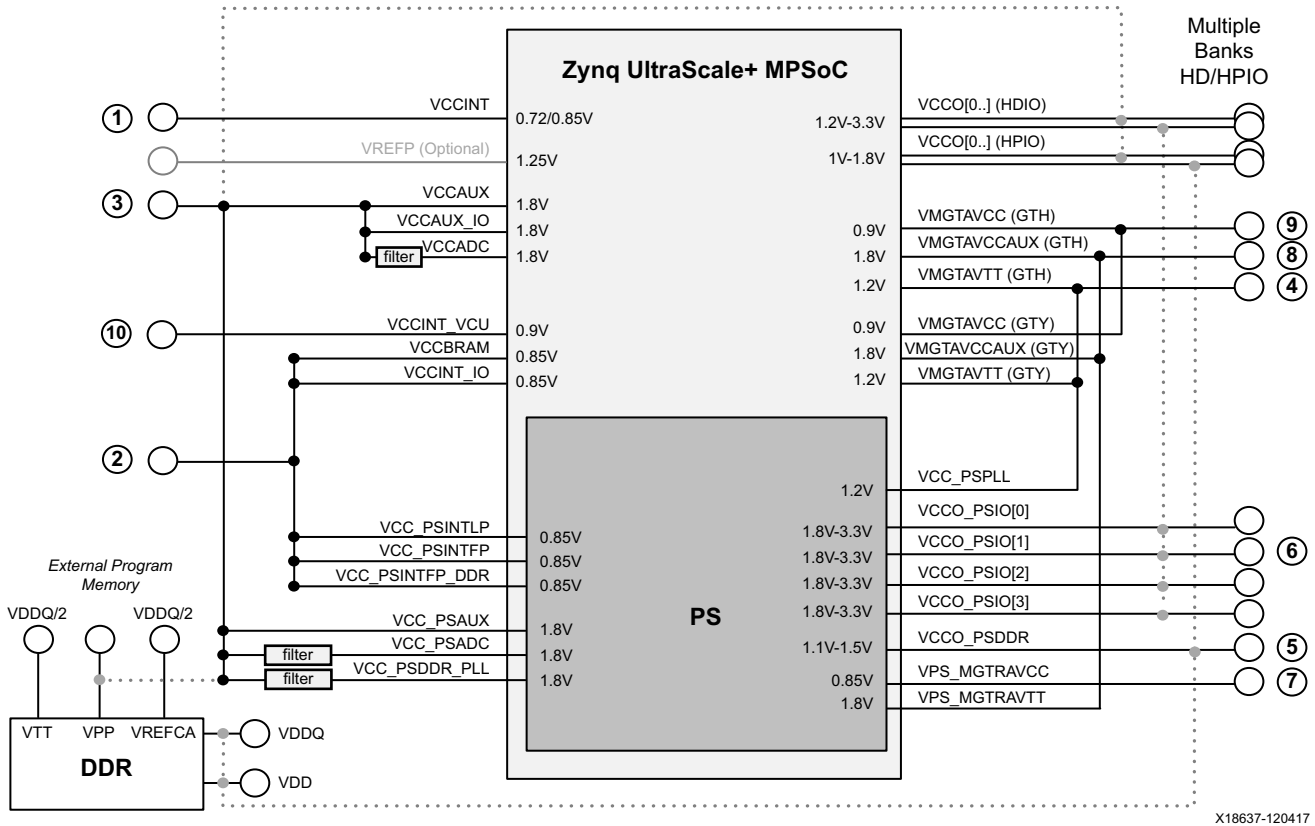 Multiple
Banks
HD/HPIO
Zynq UltraScale+ MPSoC
1
VCCINT
0.72/0.85V
VREFP (Optional)
1.25V
3
VCCAUX
1.8V
VCCAUX_IO
1.8V
filter
VCCADC
1.8V
10
VCCINT_VCU
0.9V
VCCBRAM
0.85V
VCCINT_IO
0.85V
2
VCC_PSINTLP
0.85V
VCC_PSINTFP
0.85V
VCC_PSINTFP_DDR
0.85V
VCC_PSAUX
1.8V
filter
VCC_PSADC
1.8V
filter
VCC_PSDDR_PLL
1.8V
PS
1.2V-3.3V
VCCO[0..] (HDIO)
1V-1.8V
VCCO[0..] (HPIO)
0.9V
VMGTAVCC (GTH)
9
1.8V
VMGTAVCCAUX (GTH)
8
1.2V
VMGTAVTT (GTH)
4
0.9V
VMGTAVCC (GTY)
1.8V
VMGTAVCCAUX (GTY)
1.2V
VMGTAVTT (GTY)
1.2V
VCC_PSPLL
1.8V-3.3V
VCCO_PSIO[0]
1.8V-3.3V
VCCO_PSIO[1]
6
1.8V-3.3V
VCCO_PSIO[2]
1.8V-3.3V
VCCO_PSIO[3]
1.1V-1.5V
VCCO_PSDDR
5
0.85V
VPS_MGTRAVCC
7
1.8V
VPS_MGTRAVTT
External Program
Memory
VDDQ/2
VDDQ/2
VTT
VPP
VREFCA
DDR
VDDQ
VDD
X18637-120417